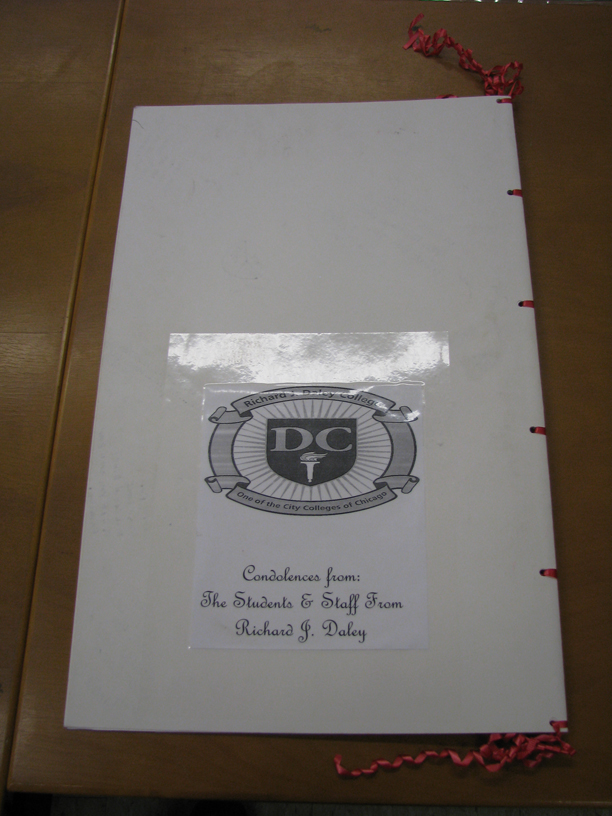 Richard J. Daley College
DC
One of the City Colleges of Chicago
Condolences from:
The Students & Staff From
Richard J. Daley